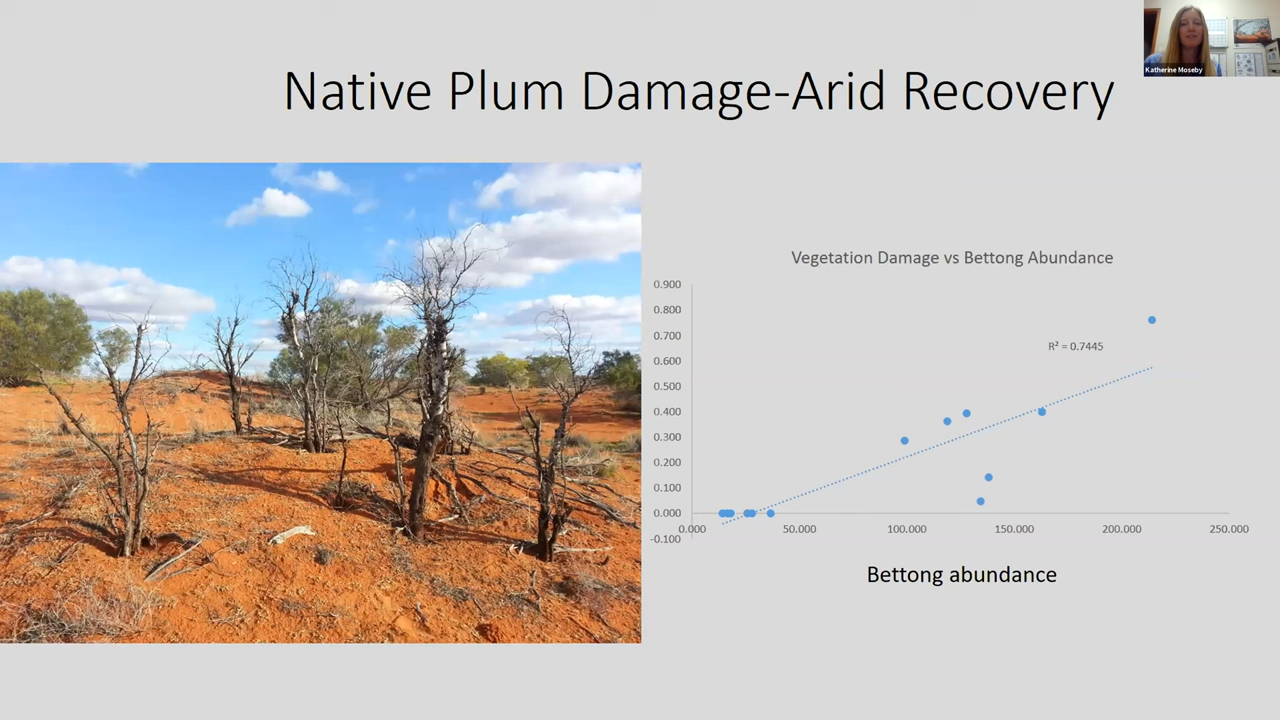 Katherine Moseby
Native Plum Damage-Arid Recovery
Vegetation Damage vs Bettong Abundance
0.900
0.800
0.700
0.600
0.500
0.400
0.300
0.200
0.100
0.000
-0.100
R² = 0.7445
0.000 50.000 100.000 150.000 200.000 250.000
Bettong abundance